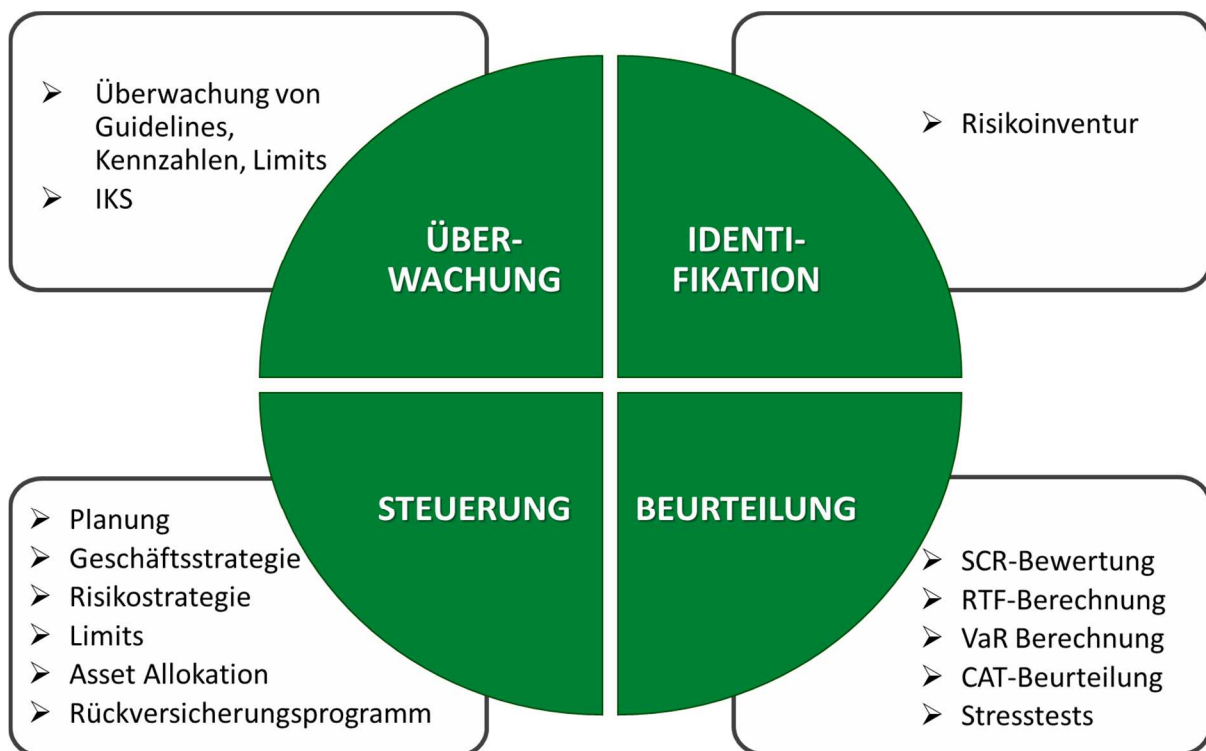 Überwachung von
Guidelines,
Kennzahlen, Limits
IKS
ÜBER-
WACHUNG
IDENTI-
FIKATION
Risikoinventur
STEUERUNG
Planung
Geschäftsstrategie
Risikostrategie
Limits
Asset Allokation
Rückversicherungsprogramm
BEURTEILUNG
SCR-Bewertung
RTF-Berechnung
VaR Berechnung
CAT-Beurteilung
Stresstests